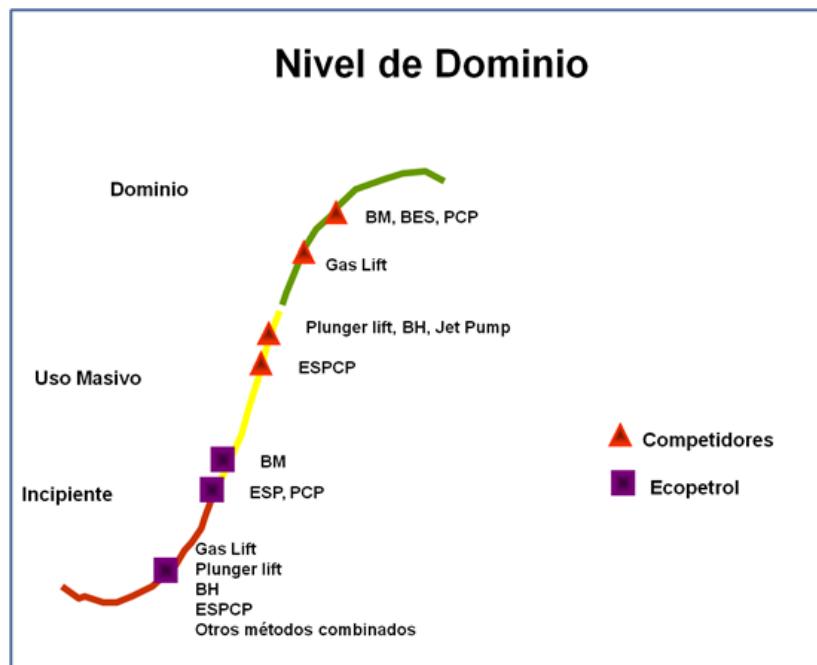 Nivel de Dominio
Dominio
BM, BES, PCP
Gas Lift
Plunger lift, BH, Jet Pump
ESPCP
Uso Masivo
Competidores
BM
Ecopetrol
Incipiente
ESP, PCP
Gas Lift
Plunger lift
BH
ESPCP
Otros métodos combinados